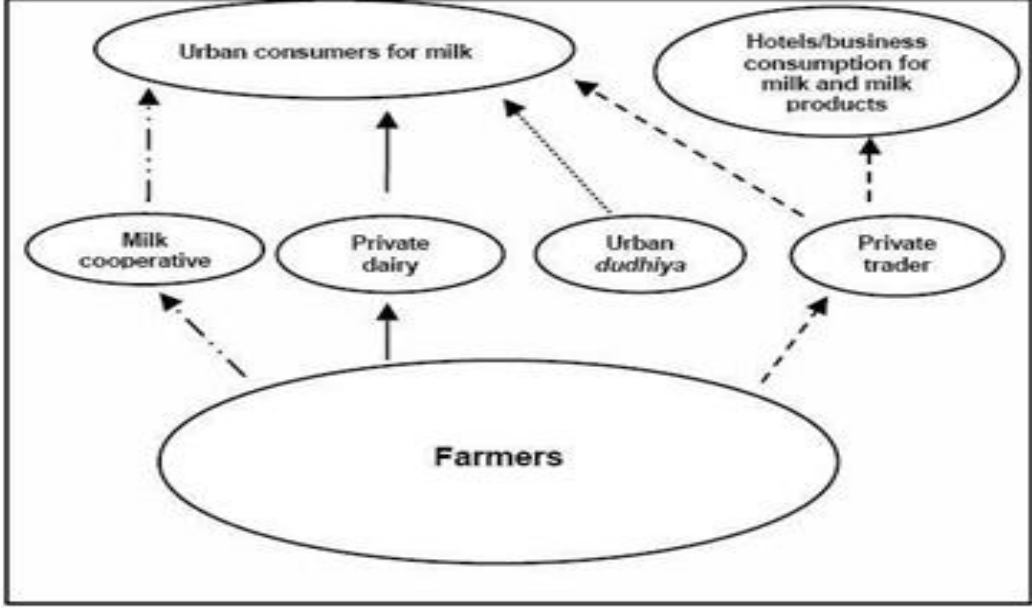 Urban consumers for milk
Hotels/business
consumption for
milk and milk
products
Milk
cooperative
Private
dairy
Urban
dudhiya
Private
trader
Farmers